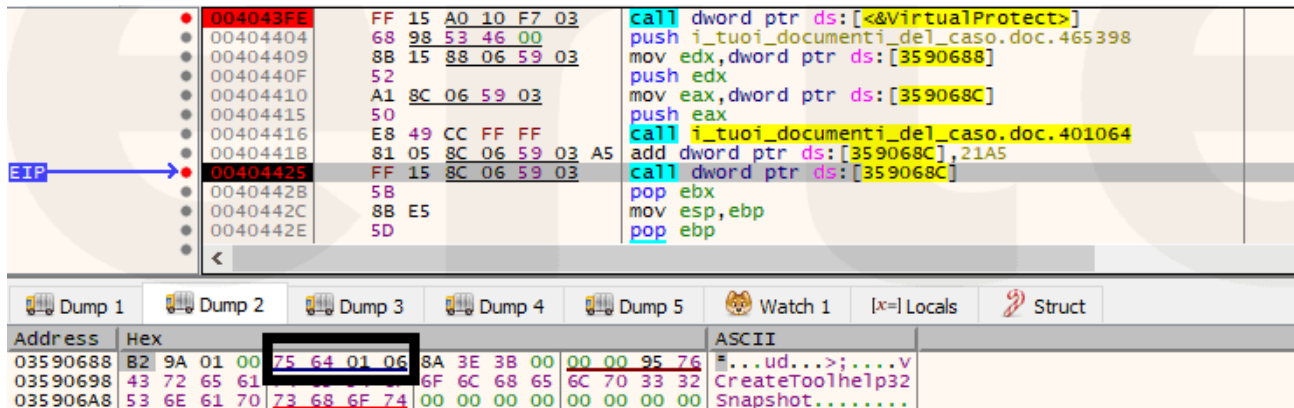 004043FE FF 15 A0 10 F7 03 call dword ptr ds:[<&VirtualProtect>]
00404404 68 98 53 46 00 push i_tuoi_documenti_del_caso.doc.465398
00404409 8B 15 88 06 59 03 mov edx,dword ptr ds:[3590688]
0040440F 52 push edx
00404410 A1 8C 06 59 03 mov eax,dword ptr ds:[359068C]
00404415 50 push eax
00404416 E8 49 CC FF FF call i_tuoi_documenti_del_caso.doc.401064
0040441B 81 05 8C 06 59 03 A5 add dword ptr ds:[359068C],21A5
EIP 00404425 FF 15 8C 06 59 03 call dword ptr ds:[359068C]
0040442B 5B pop ebx
0040442C 8B E5 mov esp,ebp
0040442E 5D pop ebp
Dump 1 Dump 2 Dump 3 Dump 4 Dump 5 Watch 1 [x=] Locals Struct
Address Hex ASCII
03590688 B2 9A 01 00 75 64 01 06 8A 3E 3B 00 00 00 95 76 ...ud...>;....v
03590698 43 72 65 61 6F 6C 68 65 6C 70 33 32 CreateToolhelp32
035906A8 53 6E 61 70 73 68 6F 74 00 00 00 00 00 00 00 00 Snapshot........